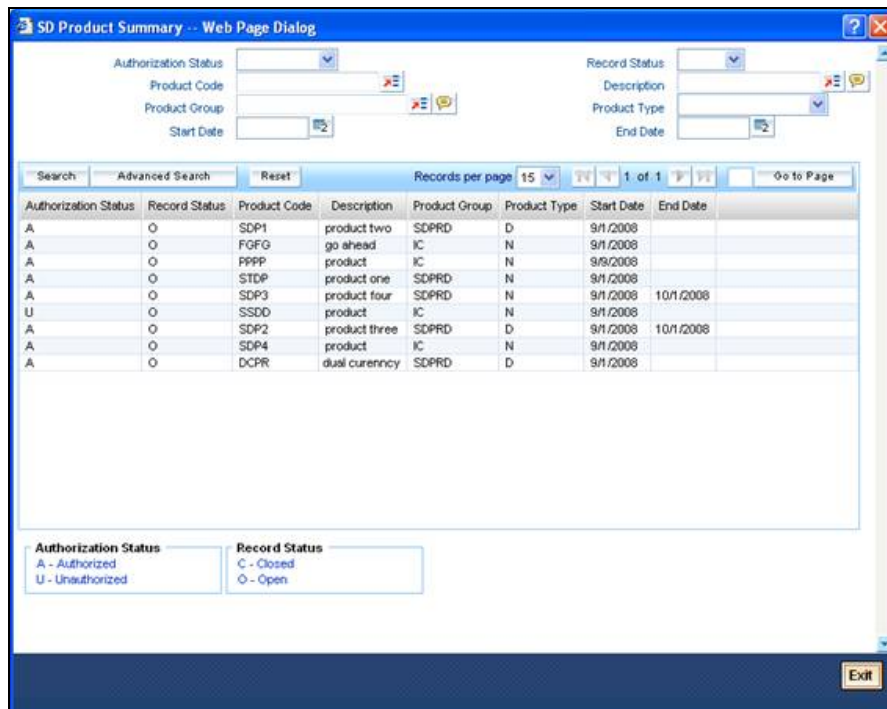 SD Product Summary -- Web Page Dialog
Authorization Status Record Status
Product Code Description
Product Group Product Type
Start Date End Date
Search Advanced Search Reset Records per page 15 1 of 1 Go to Page
Authorization Status Record Status Product Code Description Product Group Product Type Start Date End Date
A O SDP1 product two SDPRD D 9/1/2008
A O FGFG go ahead IC N 9/1/2008
A O PPPP product IC N 9/9/2008
A O STDP product one SDPRD N 9/1/2008
A O SDP3 product four SDPRD N 9/1/2008 10/1/2008
U O SSDD product IC N 9/1/2008
A O SDP2 product three SDPRD D 9/1/2008 10/1/2008
A O SDP4 product IC N 9/1/2008
A O DCPR dual curenncy SDPRD D 9/1/2008
Authorization Status Record Status
A - Authorized C - Closed
U - Unauthorized O - Open
Exit